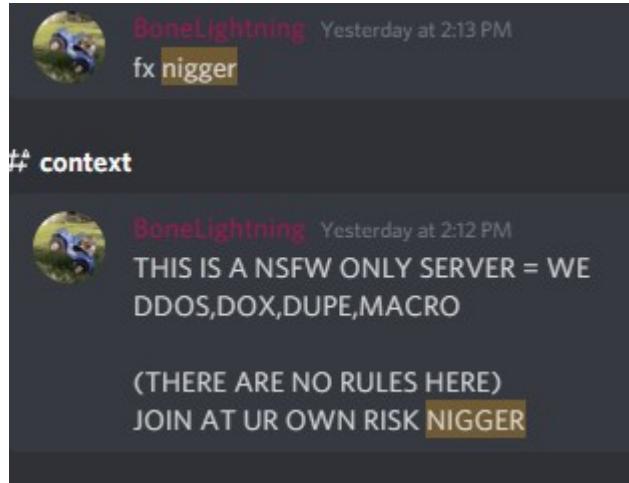 BoneLightning Yesterday at 2:13 PM
fx nigger
# context
BoneLightning Yesterday at 2:12 PM
THIS IS A NSFW ONLY SERVER = WE
DDOS,DOX,DUPE,MACRO
(THERE ARE NO RULES HERE)
JOIN AT UR OWN RISK NIGGER